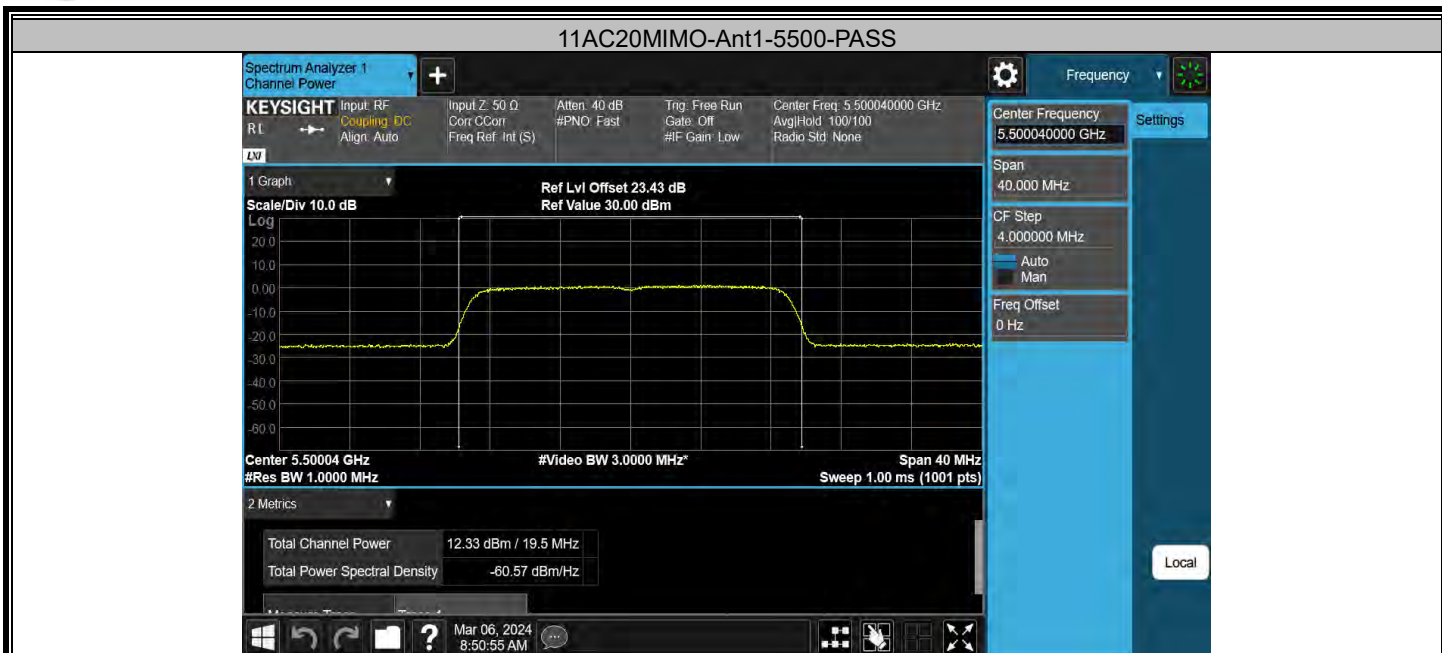 11AC20MIMO-Ant1-5500-PASS
Spectrum Analyzer 1
Channel Power
Frequency
KEYSIGHT
RL
LXI
Input: RF
Coupling: DC
Align: Auto
Input Z: 50 Ω
Corr CCorr
Freq Ref: Int (S)
Atten: 40 dB
#PNO: Fast
Trig: Free Run
Gate: Off
#IF Gain: Low
Center Freq: 5.500040000 GHz
Avg|Hold: 100/100
Radio Std: None
Center Frequency
5.500040000 GHz
Settings
Span
40.000 MHz
CF Step
4.000000 MHz
Auto
Man
Freq Offset
0 Hz
Local
1 Graph
Scale/Div 10.0 dB
Ref Lvl Offset 23.43 dB
Ref Value 30.00 dBm
Log
20.0
10.0
0.00
-10.0
-20.0
-30.0
-40.0
-50.0
-60.0
Center 5.50004 GHz
#Video BW 3.0000 MHz*
Span 40 MHz
#Res BW 1.0000 MHz
Sweep 1.00 ms (1001 pts)
2 Metrics
Total Channel Power 12.33 dBm / 19.5 MHz
Total Power Spectral Density -60.57 dBm/Hz
Mar 06, 2024
8:50:55 AM